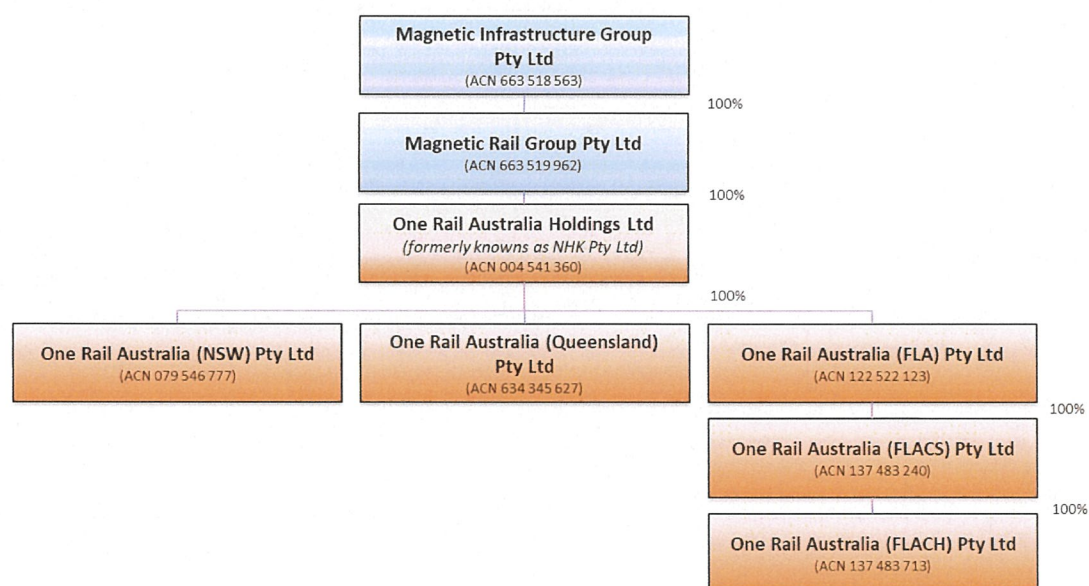 Magnetic Infrastructure Group
Pty Ltd
(ACN 663 518 563)
100%
Magnetic Rail Group Pty Ltd
(ACN 663 519 962)
100%
One Rail Australia Holdings Ltd
(formerly knowns as NHK Pty Ltd)
(ACN 004 541 360)
100%
One Rail Australia (NSW) Pty Ltd
(ACN 079 546 777)
One Rail Australia (Queensland)
Pty Ltd
(ACN 634 345 627)
One Rail Australia (FLA) Pty Ltd
(ACN 122 522 123)
100%
One Rail Australia (FLACS) Pty Ltd
(ACN 137 483 240)
100%
One Rail Australia (FLACH) Pty Ltd
(ACN 137 483 713)